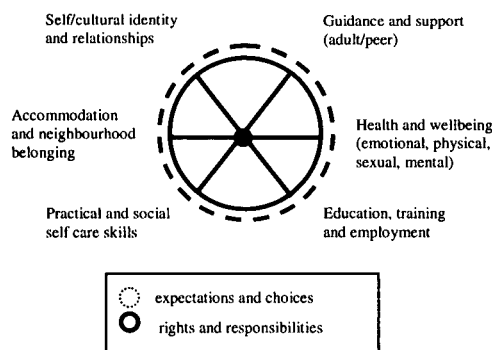 Self/cultural identity
and relationships
Guidance and support
(adult/peer)
Accommodation
and neighbourhood
belonging
Health and wellbeing
(emotional, physical,
sexual, mental)
Practical and social
self care skills
Education, training
and employment
expectations and choices
rights and responsibilities